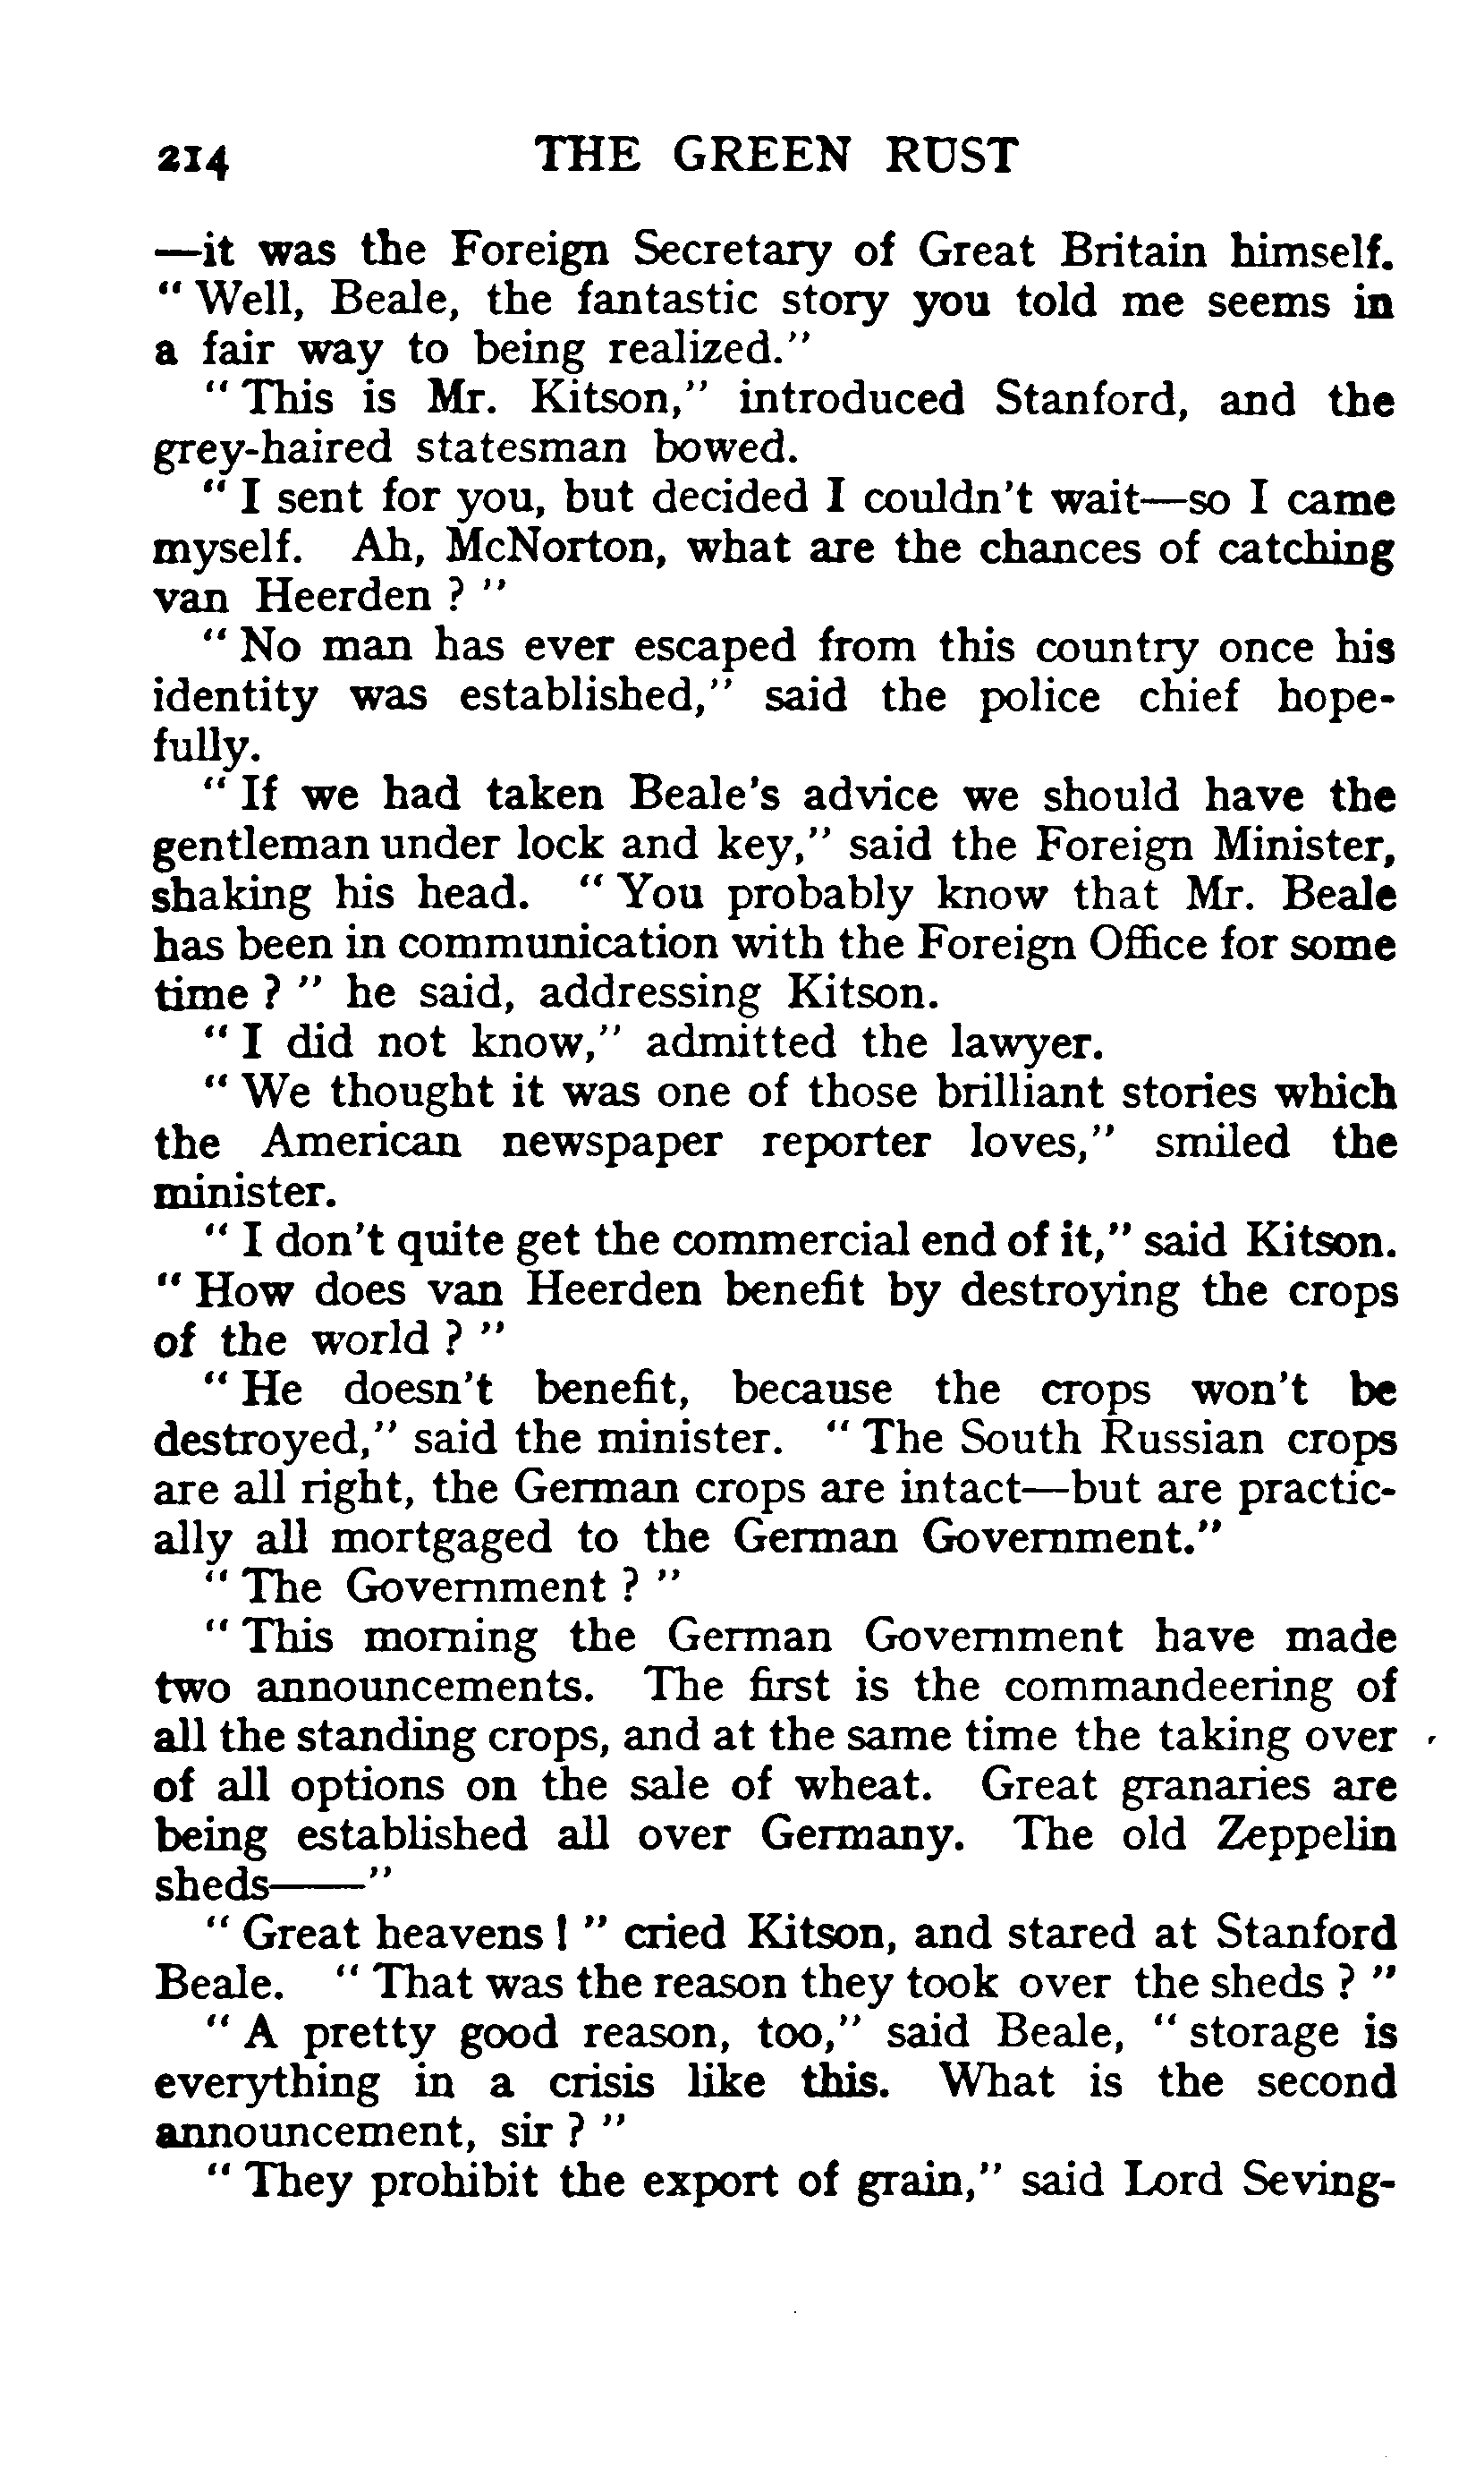 214 THE GREEN RUST
—it was the Foreign Secretary of Great Britain himself.
" Well, Beale, the fantastic story you told me seems in
a fair way to being realized."
" This is Mr. Kitson," introduced Stanford, and the
grey-haired statesman bowed.
" I sent for you, but decided I couldn't wait—so I came
myself. Ah, McNorton, what are the chances of catching
van Heerden ? "
" No man has ever escaped from this country once his
identity was established," said the police chief hope-
fully.
" If we had taken Beale's advice we should have the
gentleman under lock and key," said the Foreign Minister,
shaking his head. " You probably know that Mr. Beale
has been in communication with the Foreign Office for some
time ? " he said, addressing Kitson.
" I did not know," admitted the lawyer.
" We thought it was one of those brilliant stories which
the American newspaper reporter loves," smiled the
minister.
" I don't quite get the commercial end of it," said Kitson.
" How does van Heerden benefit by destroying the crops
of the world ? "
" He doesn't benefit, because the crops won't be
destroyed," said the minister. " The South Russian crops
are all right, the German crops are intact—but are practic-
ally all mortgaged to the German Government."
" The Government ? "
" This morning the German Government have made
two announcements. The first is the commandeering of
all the standing crops, and at the same time the taking over
of all options on the sale of wheat. Great granaries are
being established all over Germany. The old Zeppelin
sheds——"
" Great heavens ! " cried Kitson, and stared at Stanford
Beale. " That was the reason they took over the sheds ? "
" A pretty good reason, too," said Beale, " storage is
everything in a crisis like this. What is the second
announcement, sir ? "
" They prohibit the export of grain," said Lord Seving-